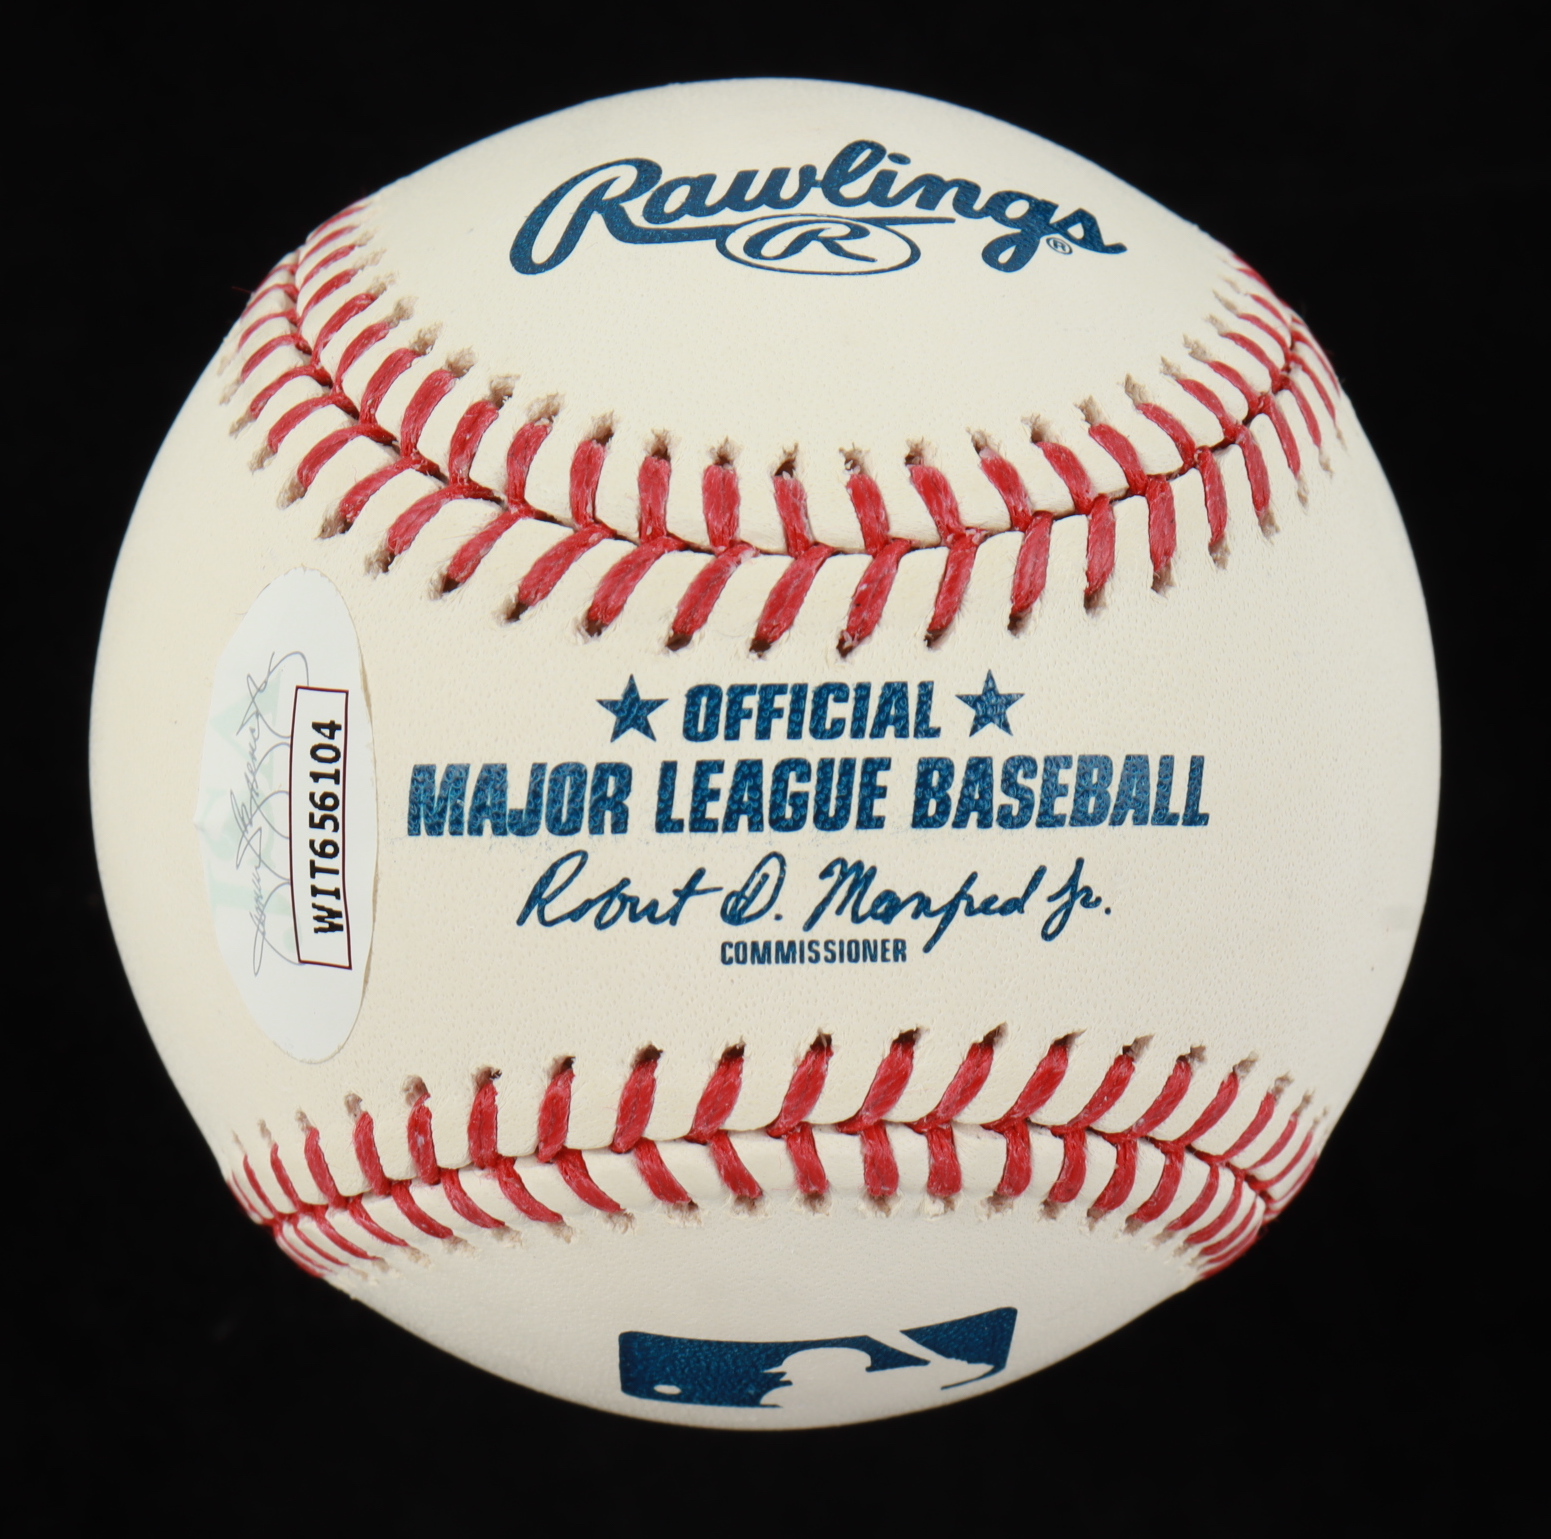 Rawlings®
R
★ OFFICIAL ★
MAJOR LEAGUE BASEBALL
Robert D. Manfred Jr.
COMMISSIONER
WIT656104